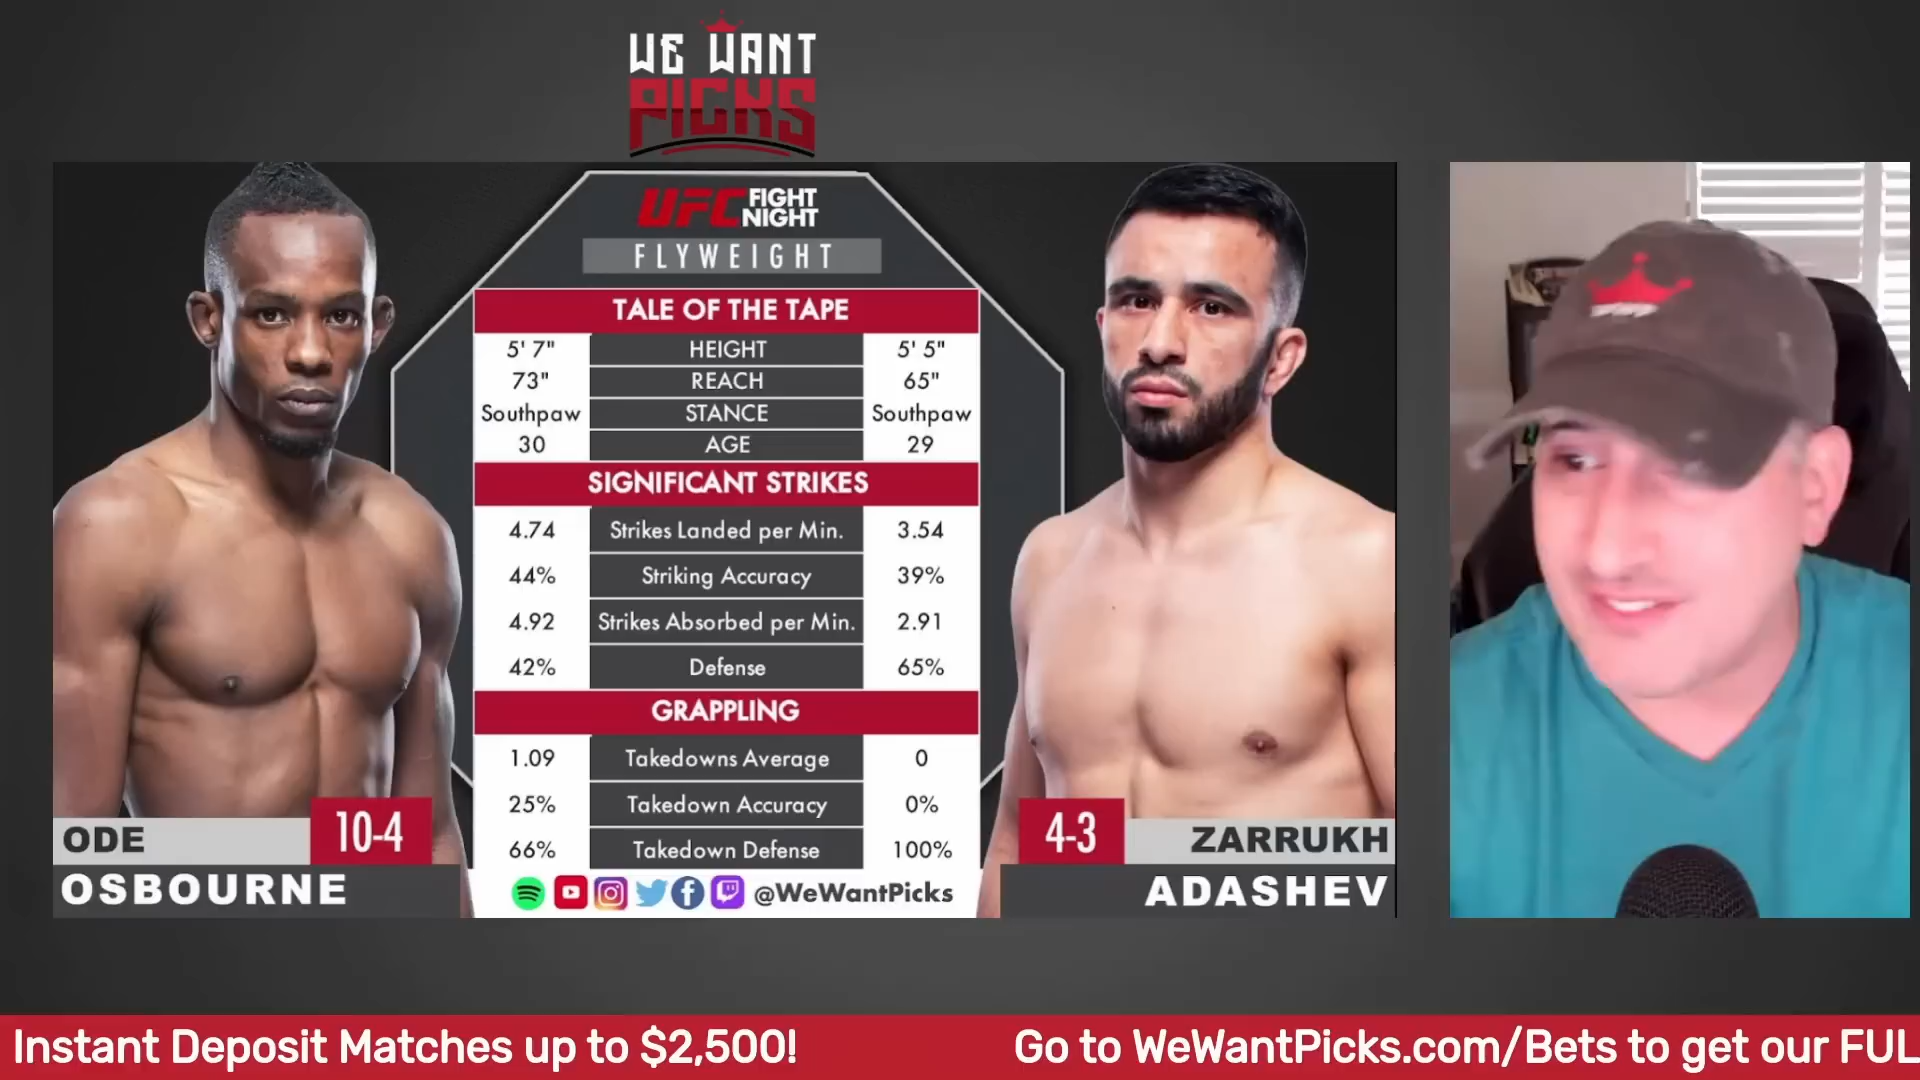 WE WANT
PICKS
UFC FIGHT
NIGHT
FLYWEIGHT
TALE OF THE TAPE
5' 7" HEIGHT 5' 5"
73" REACH 65"
Southpaw STANCE Southpaw
30 AGE 29
SIGNIFICANT STRIKES
4.74 Strikes Landed per Min. 3.54
44% Striking Accuracy 39%
4.92 Strikes Absorbed per Min. 2.91
42% Defense 65%
GRAPPLING
1.09 Takedowns Average 0
25% Takedown Accuracy 0%
66% Takedown Defense 100%
@WeWantPicks
ODE 10-4
OSBOURNE
4-3 ZARRUKH
ADASHEV
Instant Deposit Matches up to $2,500! Go to WeWantPicks.com/Bets to get our FUL